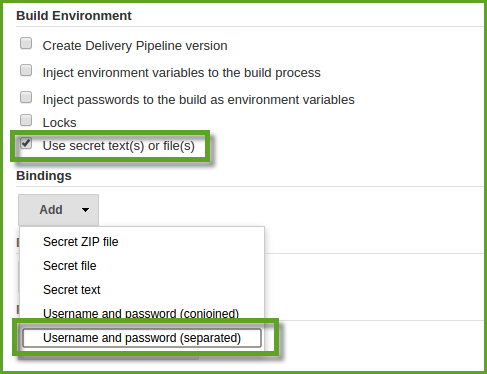 Build Environment
Create Delivery Pipeline version
Inject environment variables to the build process
Inject passwords to the build as environment variables
Locks
Use secret text(s) or file(s)
Bindings
Add
Secret ZIP file
Secret file
Secret text
Username and password (conjoined)
Username and password (separated)